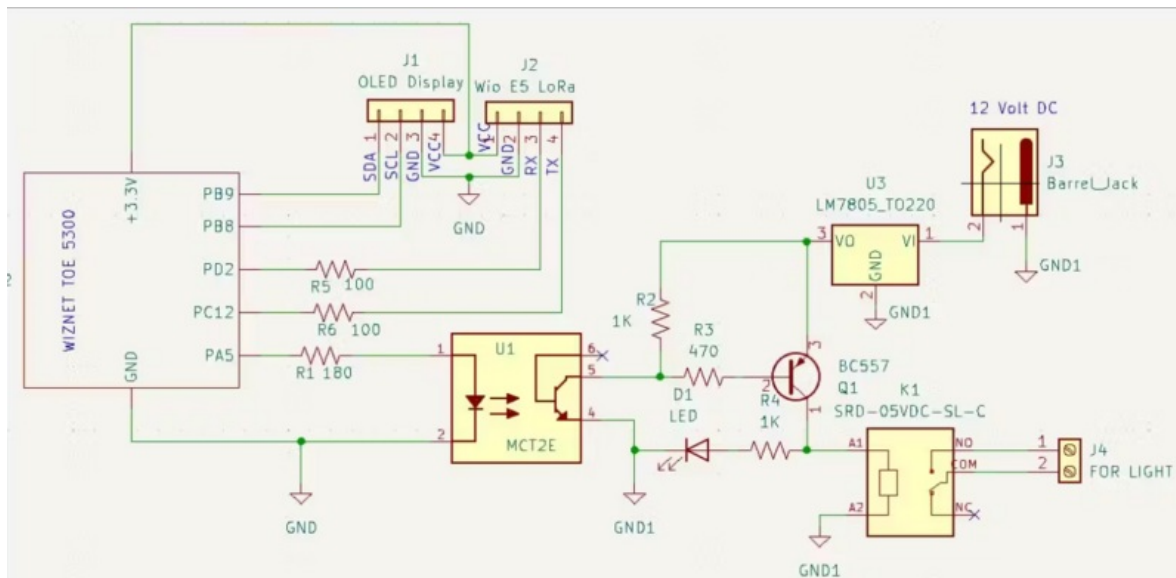 J1
OLED Display
J2
Wio E5 LoRa
SDA 1
SCL 2
GND 3
VCC4
VCC
1
GND2
RX 3
TX 4
12 Volt DC
J3
Barrel Jack
2
1
GND1
U3
LM7805_TO220
3 VO
VI 1
GND
2
GND1
+3.3V
WIZNET TOE 5300
PB9
PB8
PD2
PC12
PA5
GND
GND
R5 100
R6 100
R1 180
U1
MCT2E
1
2
6
5
4
GND
R2
1K
R3
470
D1
LED
R4
1K
GND1
3
2
1
BC557
Q1
K1
SRD-05VDC-SL-C
A1
A2
NO
COM
NC
GND1
1
2
J4
FOR LIGHT